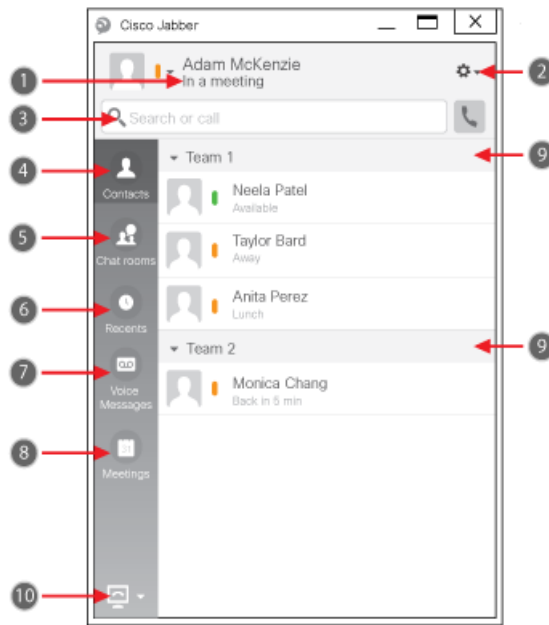 Cisco Jabber
1
Adam McKenzie
In a meeting
2
3
Search or call
4
Contacts
Team 1
9
Neela Patel
Available
5
Chat rooms
Taylor Bard
Away
6
Recents
Anita Perez
Lunch
Team 2
9
7
Voice
Messages
Monica Chang
Back in 5 min
8
31
Meetings
10